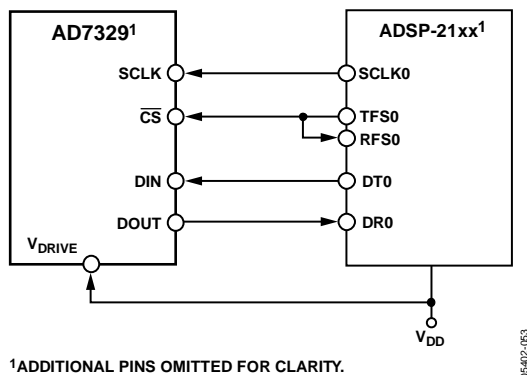 AD7329¹
ADSP-21xx¹
SCLK
SCLK0
CS
TFS0
RFS0
DIN
DT0
DOUT
DR0
VDRIVE
VDD
¹ADDITIONAL PINS OMITTED FOR CLARITY.
05402-053